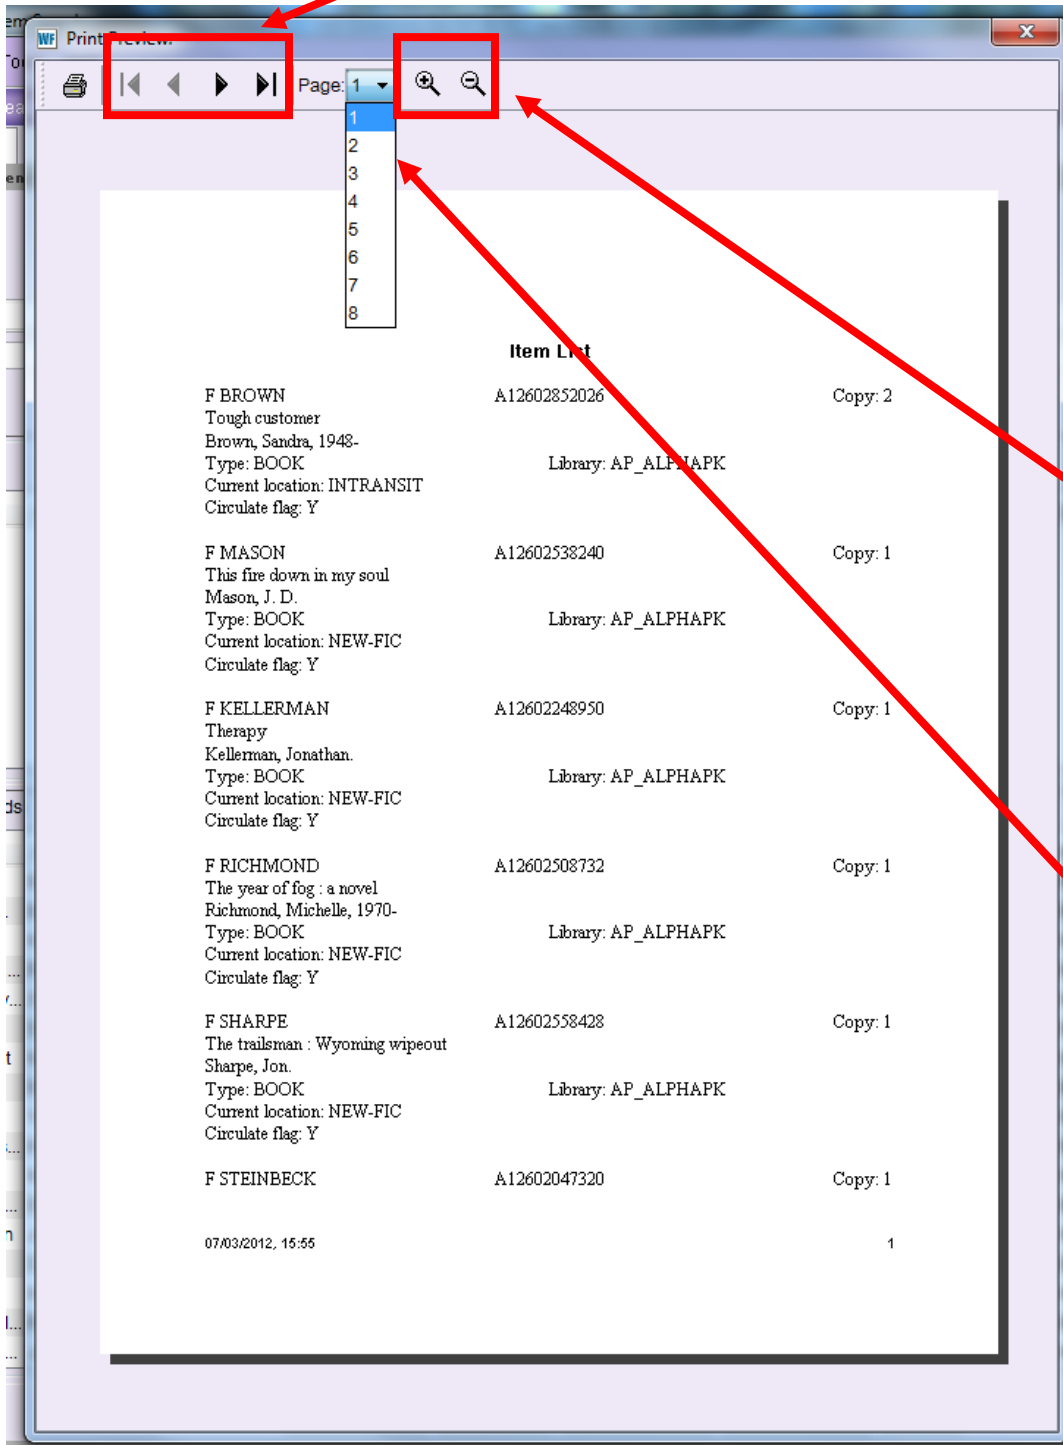 WF Print Preview.
Page: 1
1
2
3
4
5
6
7
8
Item List
F BROWN A12602852026 Copy: 2
Tough customer
Brown, Sandra, 1948-
Type: BOOK Library: AP_ALPHAPK
Current location: INTRANSIT
Circulate flag: Y
F MASON A12602538240 Copy: 1
This fire down in my soul
Mason, J. D.
Type: BOOK Library: AP_ALPHAPK
Current location: NEW-FIC
Circulate flag: Y
F KELLERMAN A12602248950 Copy: 1
Therapy
Kellerman, Jonathan.
Type: BOOK Library: AP_ALPHAPK
Current location: NEW-FIC
Circulate flag: Y
F RICHMOND A12602508732 Copy: 1
The year of fog : a novel
Richmond, Michelle, 1970-
Type: BOOK Library: AP_ALPHAPK
Current location: NEW-FIC
Circulate flag: Y
F SHARPE A12602558428 Copy: 1
The trailsman : Wyoming wipeout
Sharpe, Jon.
Type: BOOK Library: AP_ALPHAPK
Current location: NEW-FIC
Circulate flag: Y
F STEINBECK A12602047320 Copy: 1
07/03/2012, 15:55 1